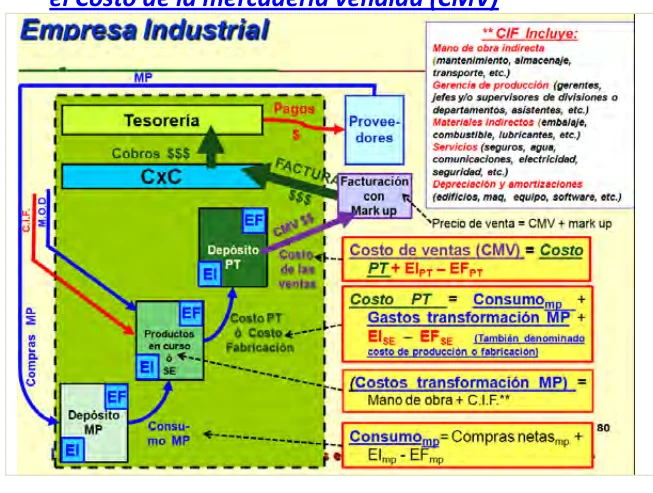 el Costo de la mercadería vendida (CMV)
Empresa Industrial
** CIF Incluye:
Mano de obra indirecta
(mantenimiento, almacenaje,
transporte, etc.)
Gerencia de producción (gerentes,
jefes y/o supervisores de divisiones o
departamentos, asistentes, etc.)
Materiales indirectos (embalaje,
combustible, lubricantes, etc.)
Servicios (seguros, agua,
comunicaciones, electricidad,
seguridad, etc.)
Depreciación y amortizaciones
(edificios, maq, equipo, software, etc.)
MP
Tesorería
Pagos
$
Provee-
dores
Cobros $$$
CxC
FACTURA
$$$
Facturación
con
Mark up
Precio de venta = CMV + mark up
C.I.F.
M.O.D
EF
Depósito
PT
EI
CMV $$
Costo
de las
ventas
Costo de ventas (CMV) = Costo
PT + EIPT – EFPT
EF
Productos
en curso
ó
SE
EI
Costo PT
ó Costo
Fabricación
Costo PT = Consumomp +
Gastos transformación MP +
EISE – EFSE (También denominado
costo de producción o fabricación)
(Costos transformación MP) =
Mano de obra + C.I.F.**
Compras MP
EF
Depósito
MP
EI
Consu-
mo MP
Consumomp = Compras netasmp +
EImp - EFmp
80